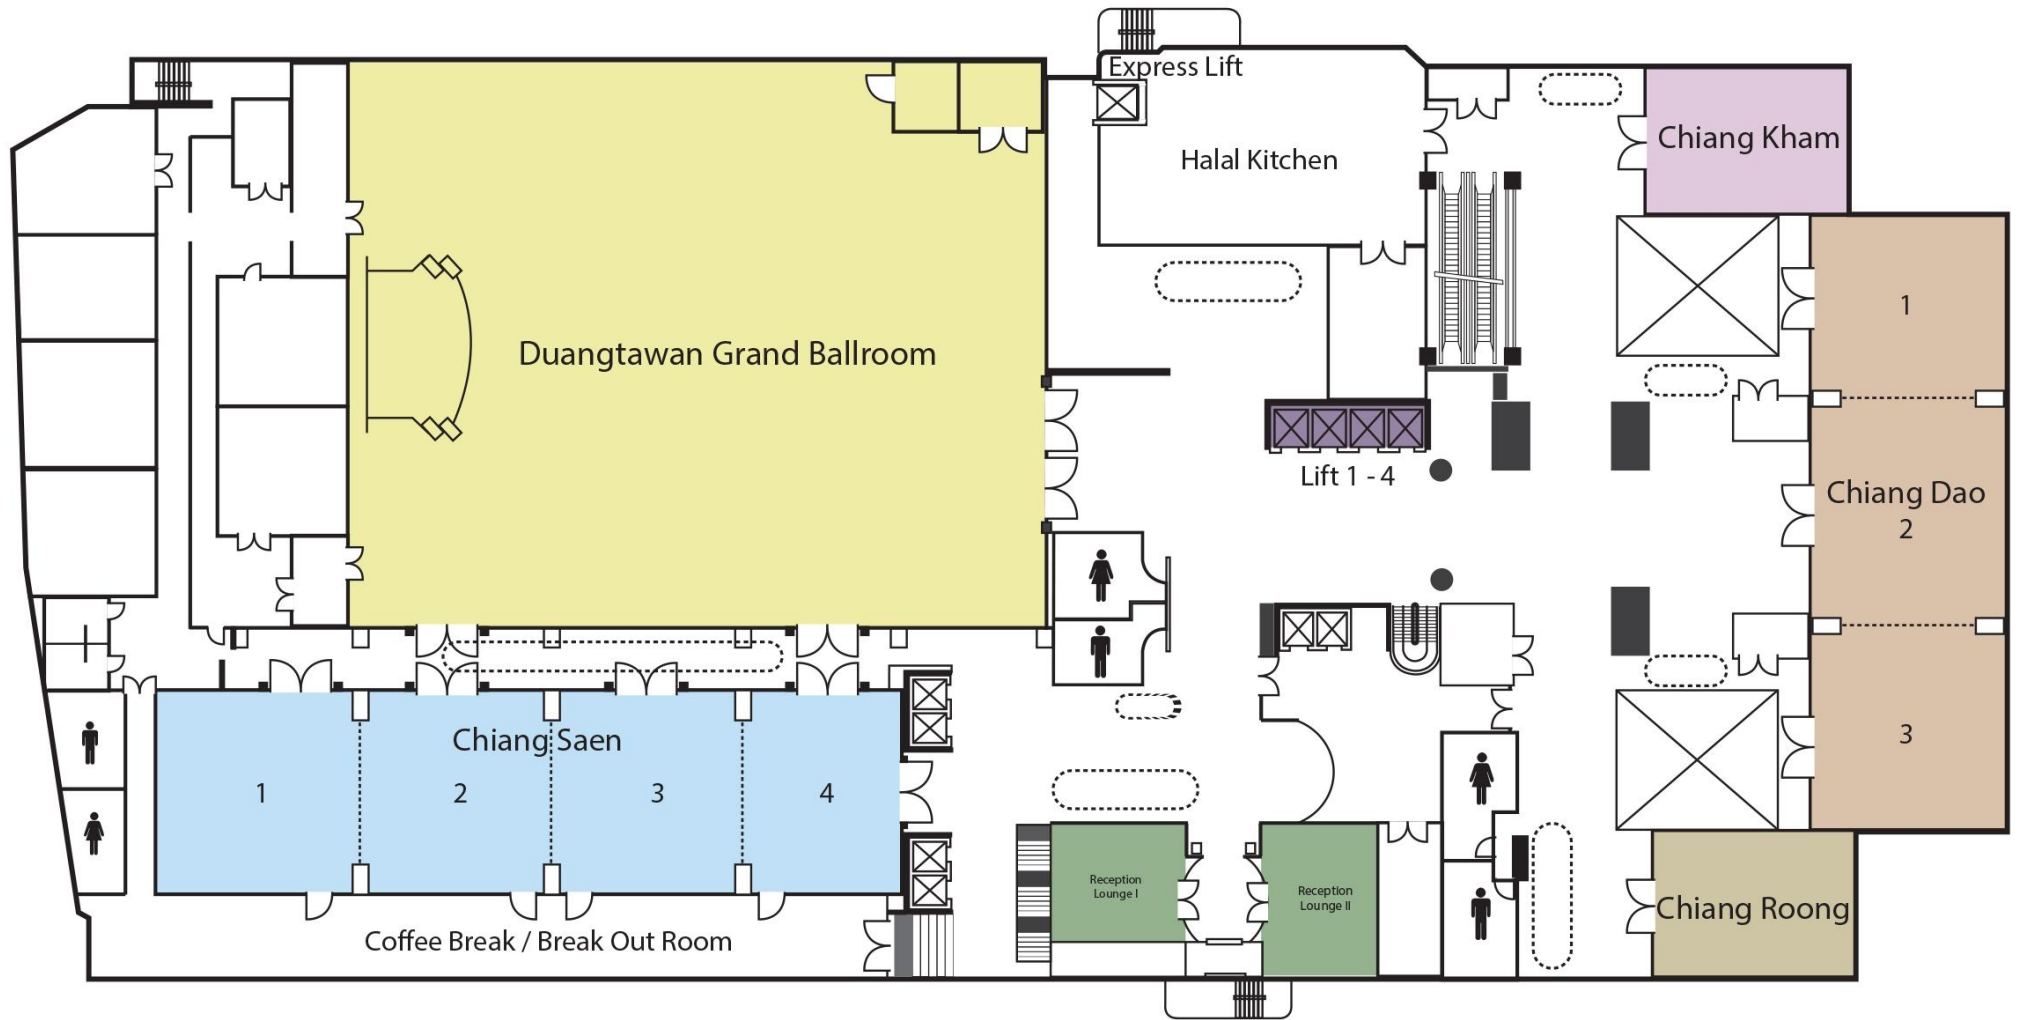 Express Lift
Halal Kitchen
Chiang Kham
1
Duangtawan Grand Ballroom
Lift 1 - 4
Chiang Dao
2
3
Chiang Saen
1
2
3
4
Reception
Lounge I
Reception
Lounge II
Chiang Roong
Coffee Break / Break Out Room